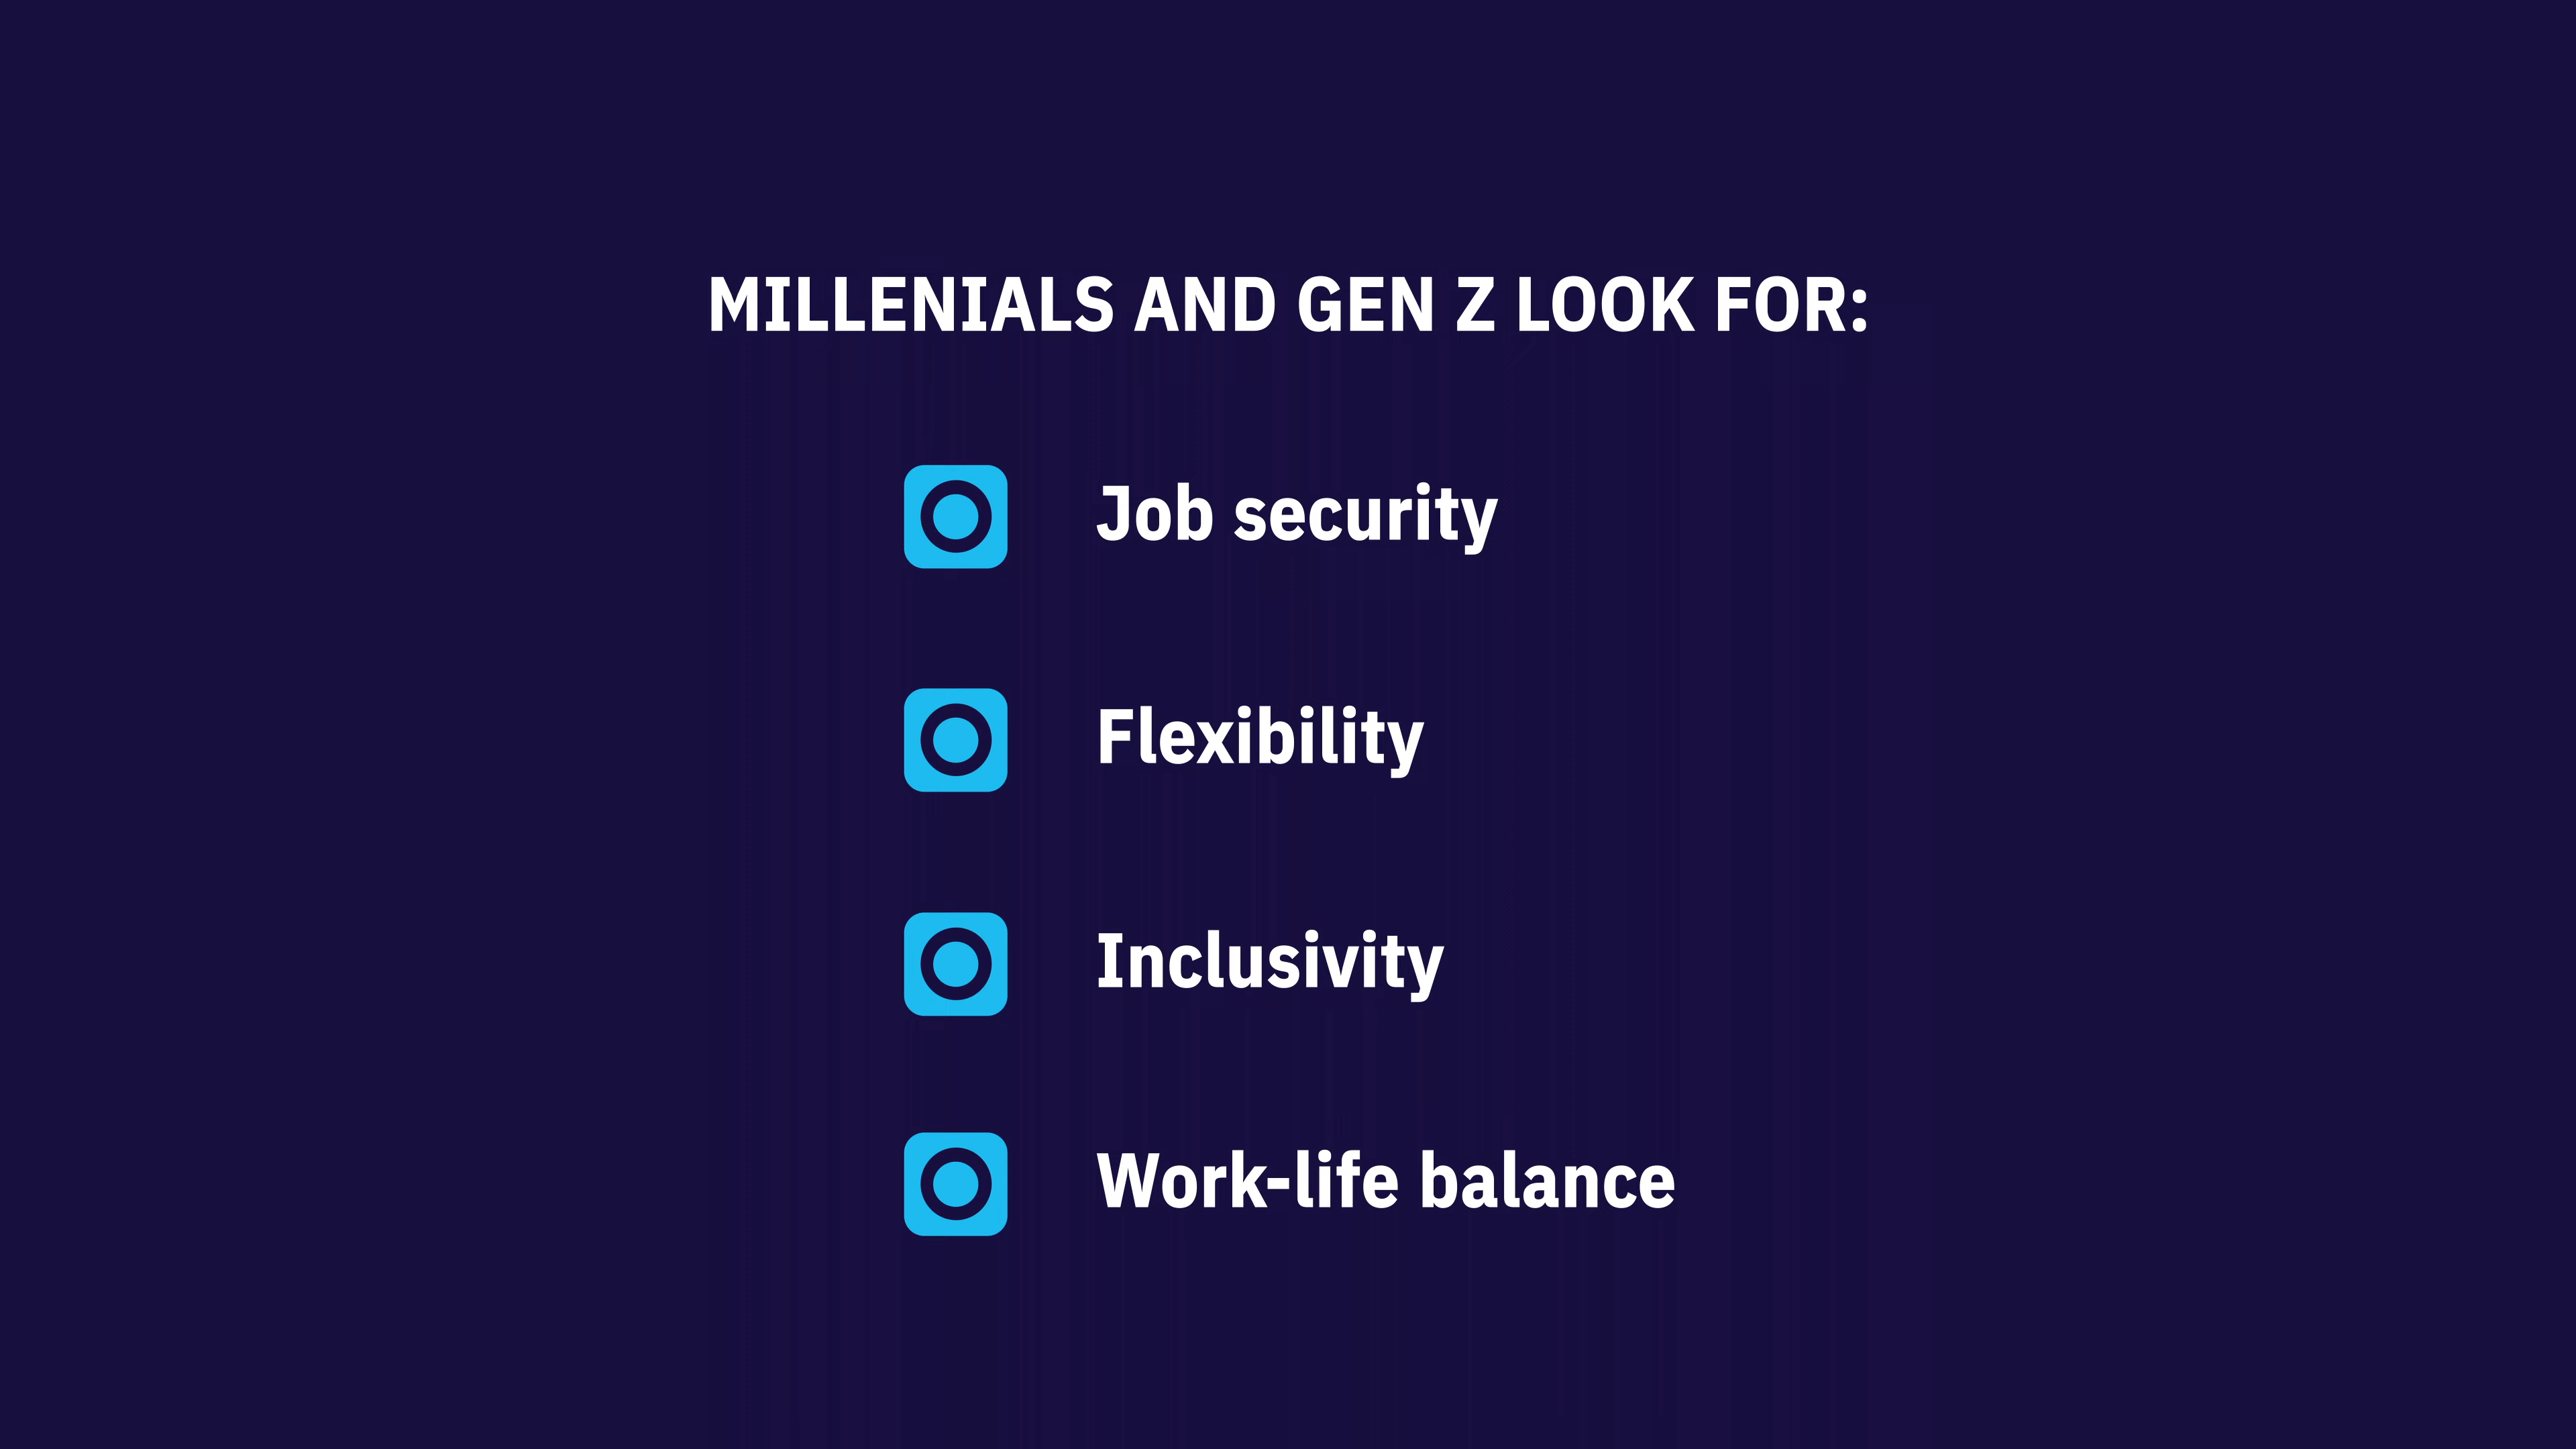 MILLENIALS AND GEN Z LOOK FOR:
Job security
Flexibility
Inclusivity
Work-life balance